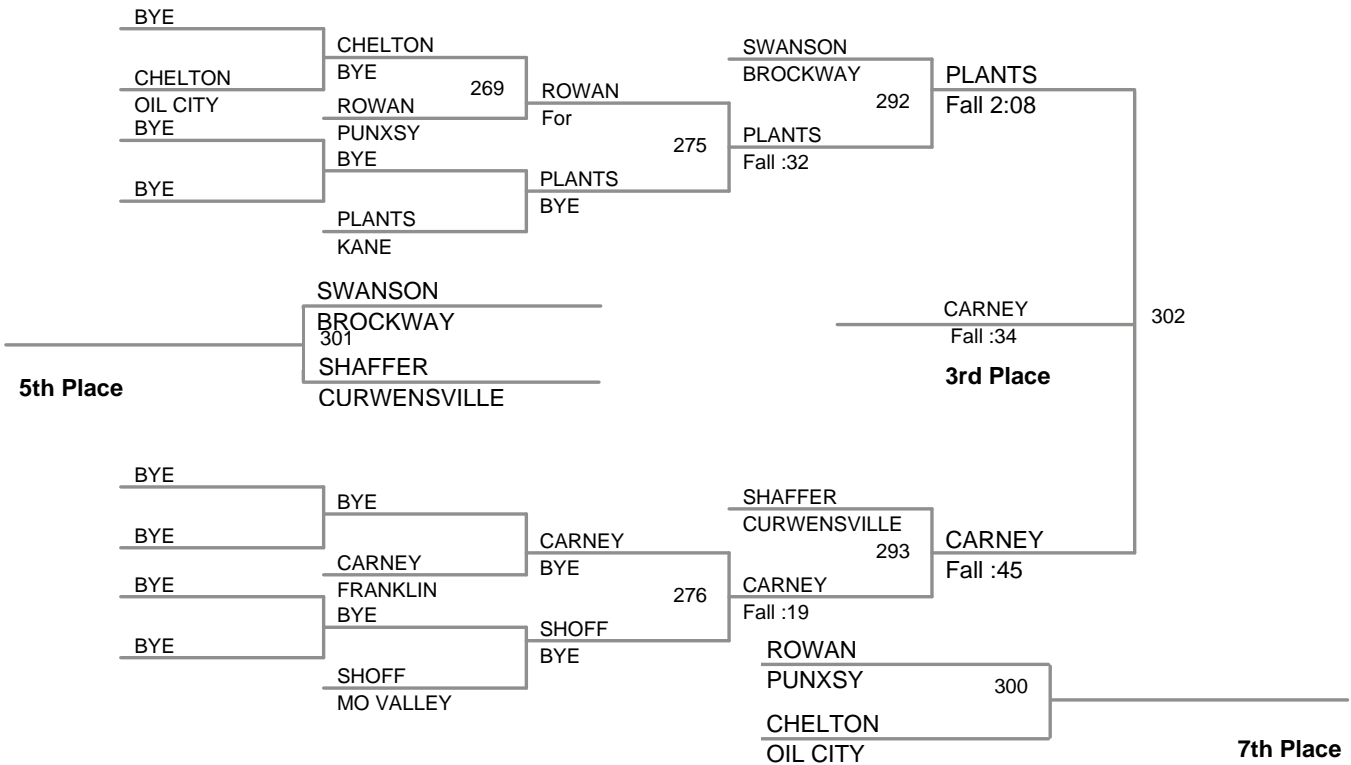 BYE
CHELTON
OIL CITY
BYE
BYE
CHELTON
BYE
269
ROWAN
PUNXSY
BYE
PLANTS
KANE
ROWAN
For
275
PLANTS
BYE
SWANSON
BROCKWAY
292
PLANTS
Fall :32
PLANTS
Fall 2:08
SWANSON
BROCKWAY
301
SHAFFER
CURWENSVILLE
5th Place
CARNEY
Fall :34
3rd Place
302
BYE
BYE
BYE
BYE
BYE
CARNEY
FRANKLIN
BYE
SHOFF
MO VALLEY
CARNEY
BYE
276
SHOFF
BYE
SHAFFER
CURWENSVILLE
293
CARNEY
Fall :19
CARNEY
Fall :45
ROWAN
PUNXSY
300
CHELTON
OIL CITY
7th Place